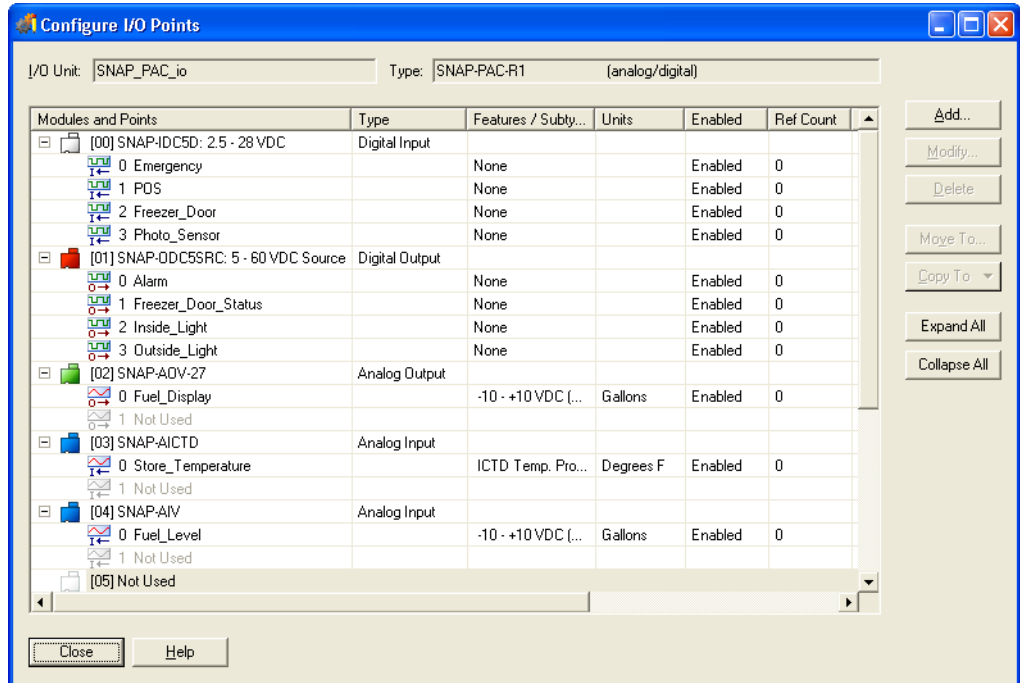 Configure I/O Points
I/O Unit: SNAP_PAC_io Type: SNAP-PAC-R1 (analog/digital)
Modules and Points Type Features / Subty... Units Enabled Ref Count
[00] SNAP-IDC5D: 2.5 - 28 VDC Digital Input
0 Emergency None Enabled 0
1 POS None Enabled 0
2 Freezer_Door None Enabled 0
3 Photo_Sensor None Enabled 0
[01] SNAP-ODC5SRC: 5 - 60 VDC Source Digital Output
0 Alarm None Enabled 0
1 Freezer_Door_Status None Enabled 0
2 Inside_Light None Enabled 0
3 Outside_Light None Enabled 0
[02] SNAP-AOV-27 Analog Output
0 Fuel_Display -10 - +10 VDC (... Gallons Enabled 0
1 Not Used
[03] SNAP-AICTD Analog Input
0 Store_Temperature ICTD Temp. Pro... Degrees F Enabled 0
1 Not Used
[04] SNAP-AIV Analog Input
0 Fuel_Level -10 - +10 VDC (... Gallons Enabled 0
1 Not Used
[05] Not Used
Add...
Modify...
Delete
Move To...
Copy To
Expand All
Collapse All
Close Help